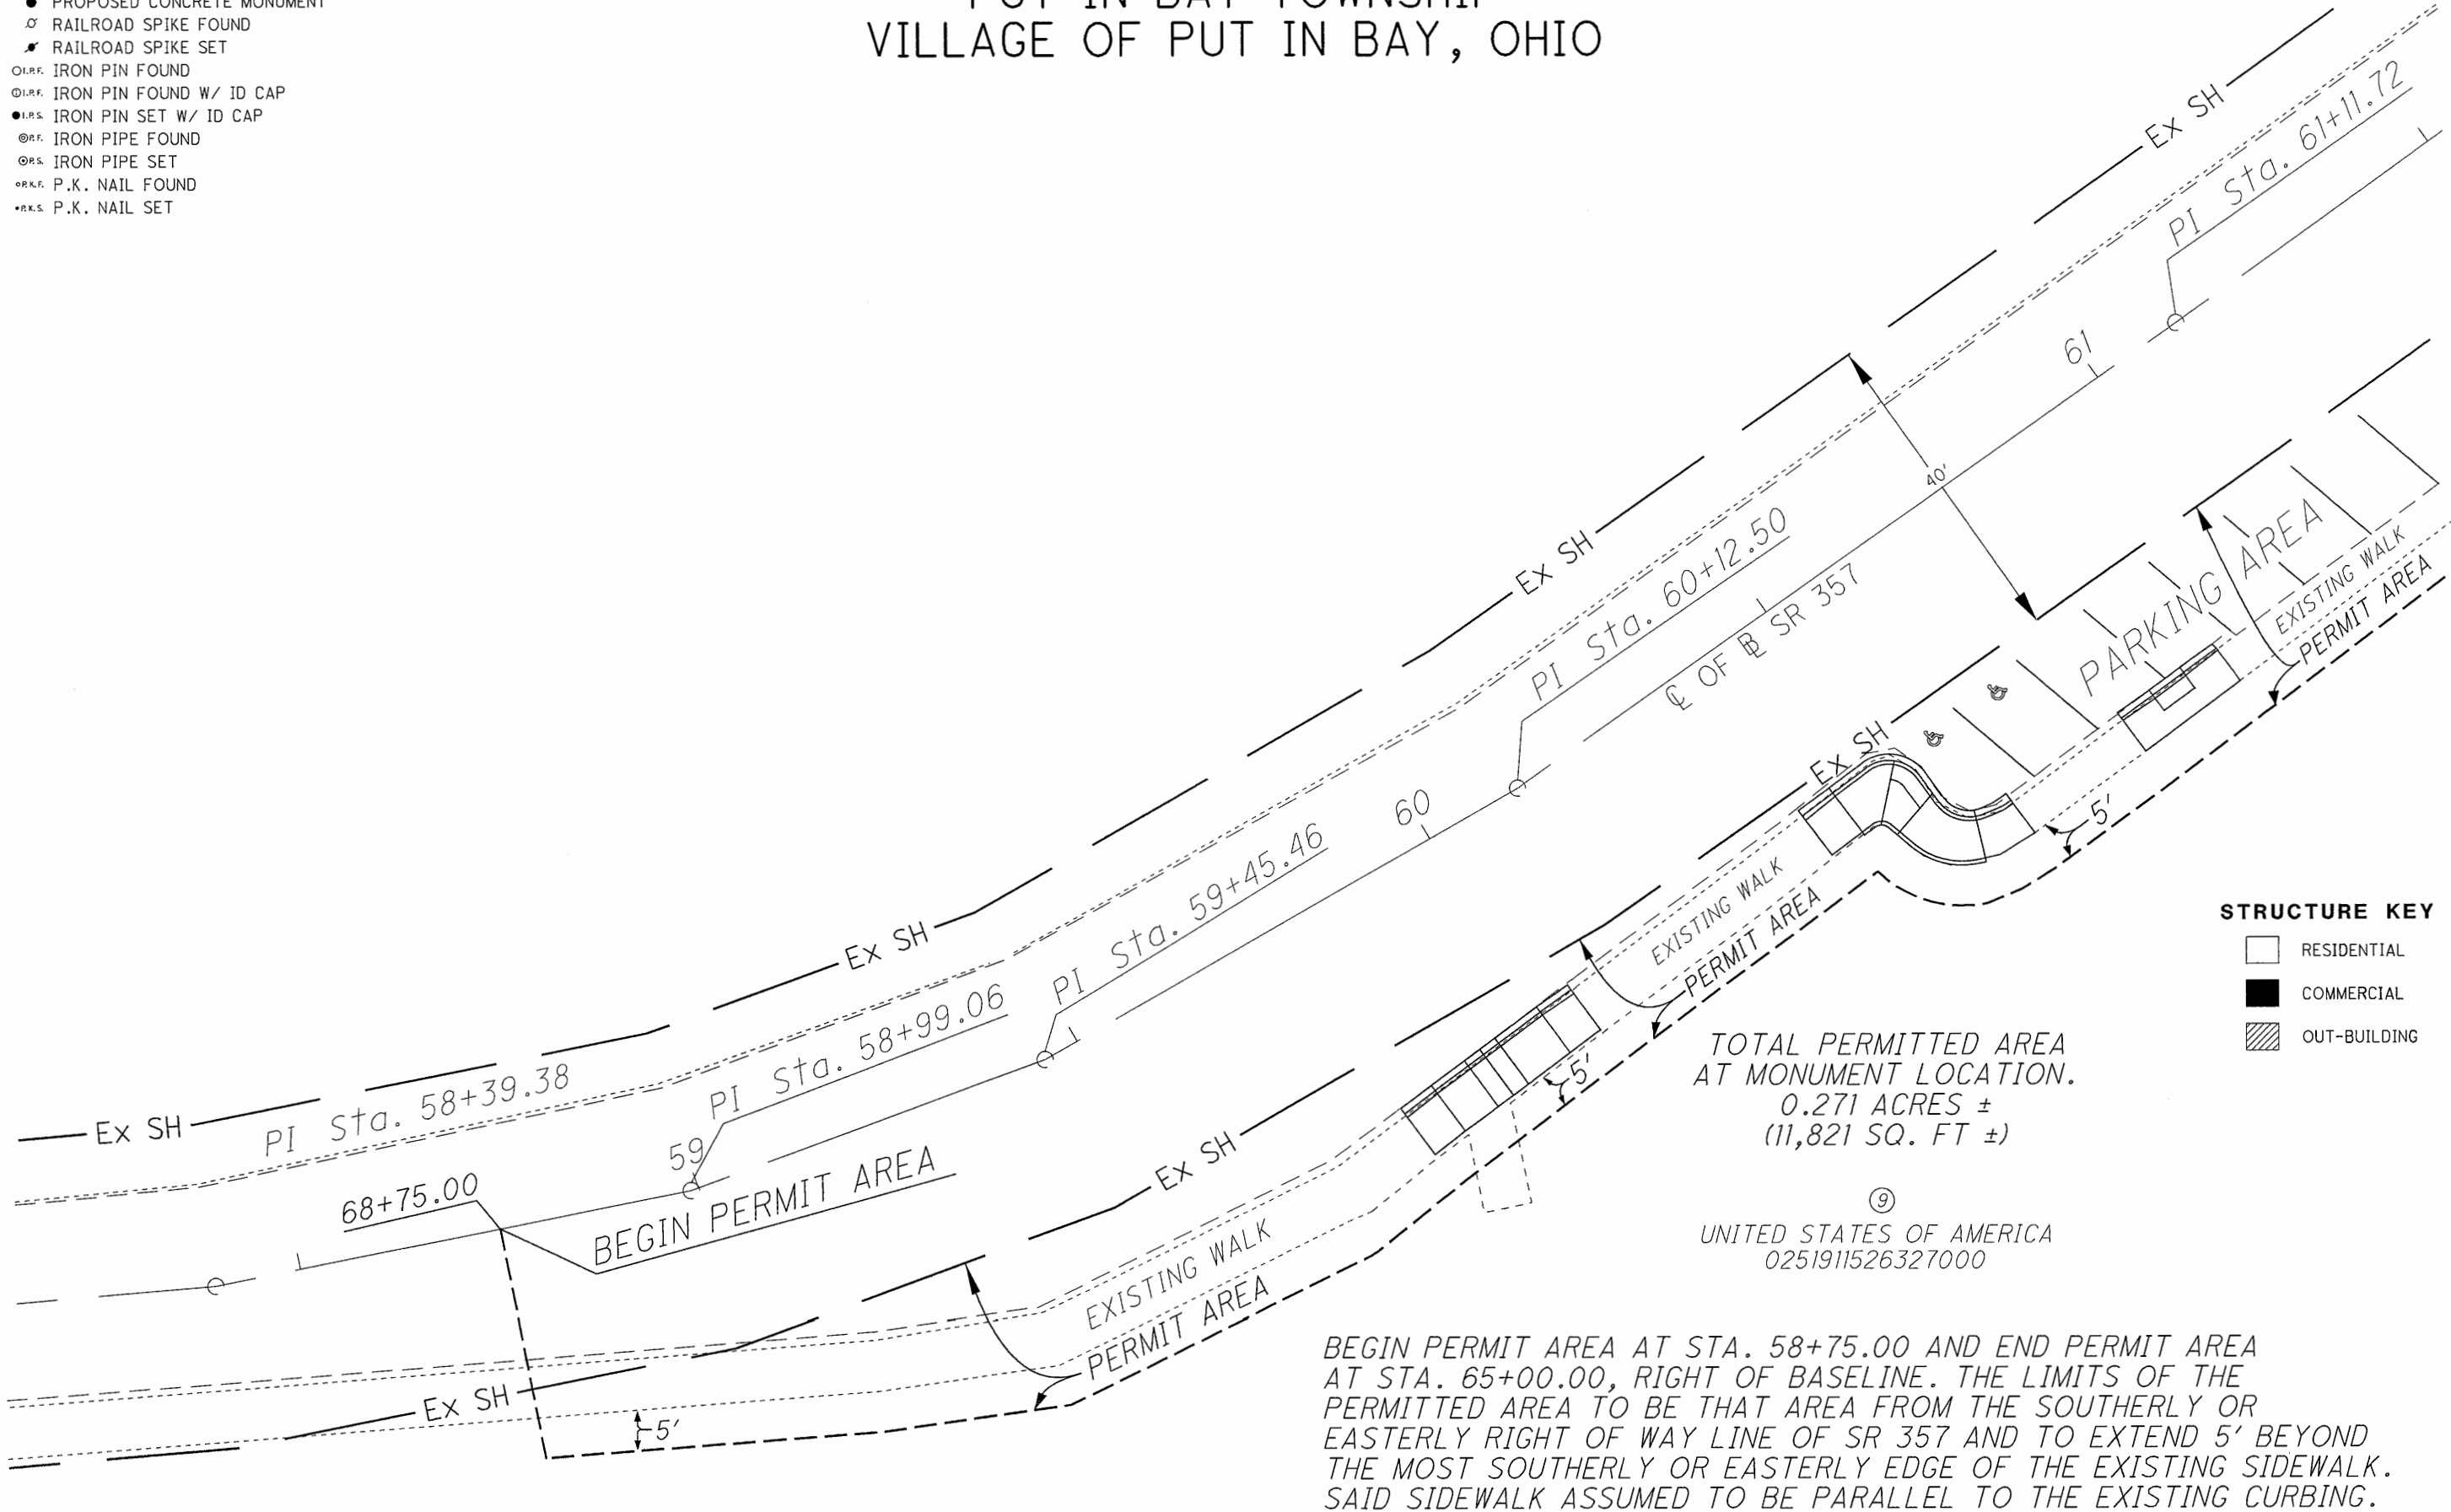 PROPOSED CONCRETE MONUMENT
RAILROAD SPIKE FOUND
RAILROAD SPIKE SET
I.P.F. IRON PIN FOUND
I.P.F. IRON PIN FOUND W/ ID CAP
I.P.S. IRON PIN SET W/ ID CAP
P.F. IRON PIPE FOUND
P.S. IRON PIPE SET
P.K.F. P.K. NAIL FOUND
P.K.S. P.K. NAIL SET
PUT IN BAY TOWNSHIP
VILLAGE OF PUT IN BAY, OHIO
Ex SH
PI Sta. 61+11.72
61
40'
Ex SH
PI Sta. 60+12.50
℄ OF SR 357
PARKING AREA
EXISTING WALK
PERMIT AREA
Ex SH
5'
60
PI Sta. 59+45.46
EXISTING WALK
PERMIT AREA
Ex SH
PI Sta. 58+99.06
5'
Ex SH
PI Sta. 58+39.38
59
Ex SH
68+75.00
BEGIN PERMIT AREA
EXISTING WALK
PERMIT AREA
Ex SH
5'
STRUCTURE KEY
RESIDENTIAL
COMMERCIAL
OUT-BUILDING
TOTAL PERMITTED AREA
AT MONUMENT LOCATION.
0.271 ACRES ±
(11,821 SQ. FT ±)
9
UNITED STATES OF AMERICA
0251911526327000
BEGIN PERMIT AREA AT STA. 58+75.00 AND END PERMIT AREA
AT STA. 65+00.00, RIGHT OF BASELINE. THE LIMITS OF THE
PERMITTED AREA TO BE THAT AREA FROM THE SOUTHERLY OR
EASTERLY RIGHT OF WAY LINE OF SR 357 AND TO EXTEND 5' BEYOND
THE MOST SOUTHERLY OR EASTERLY EDGE OF THE EXISTING SIDEWALK.
SAID SIDEWALK ASSUMED TO BE PARALLEL TO THE EXISTING CURBING.